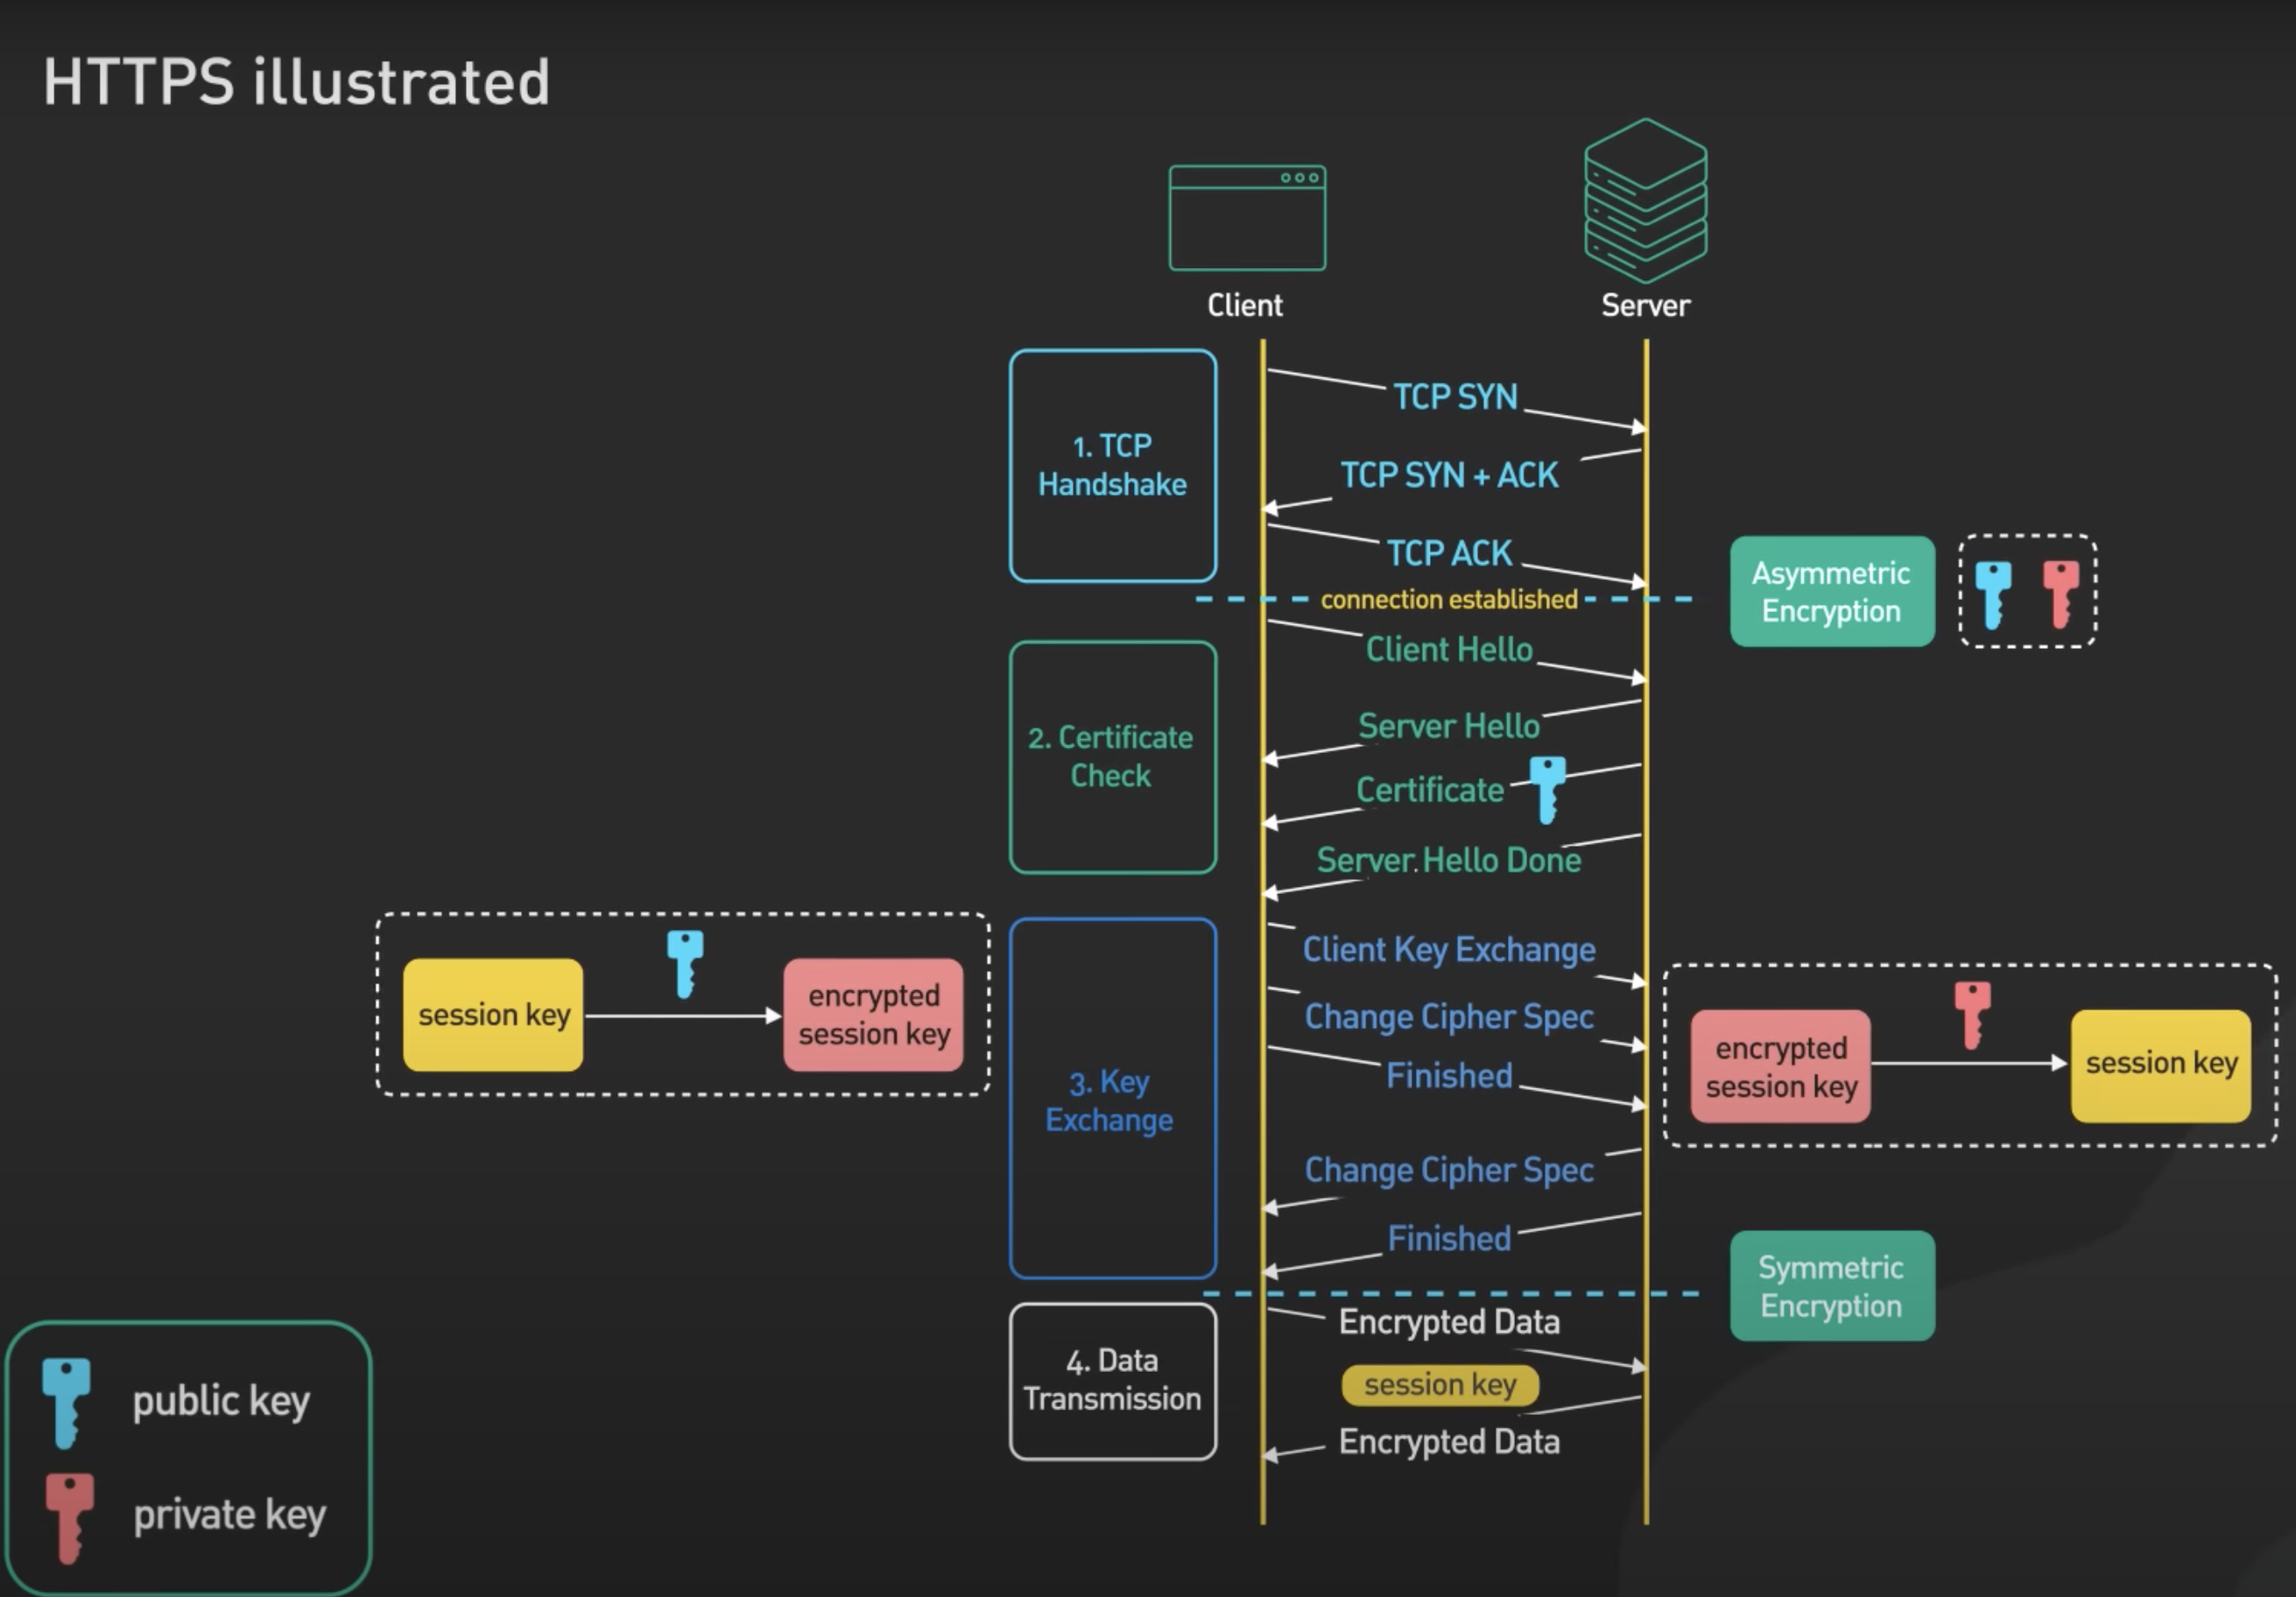 HTTPS illustrated
Client
Server
1. TCP
Handshake
TCP SYN
TCP SYN + ACK
TCP ACK
connection established
Asymmetric
Encryption
2. Certificate
Check
Client Hello
Server Hello
Certificate
Server Hello Done
session key
encrypted
session key
3. Key
Exchange
Client Key Exchange
Change Cipher Spec
Finished
Change Cipher Spec
Finished
encrypted
session key
session key
Symmetric
Encryption
4. Data
Transmission
Encrypted Data
session key
Encrypted Data
public key
private key